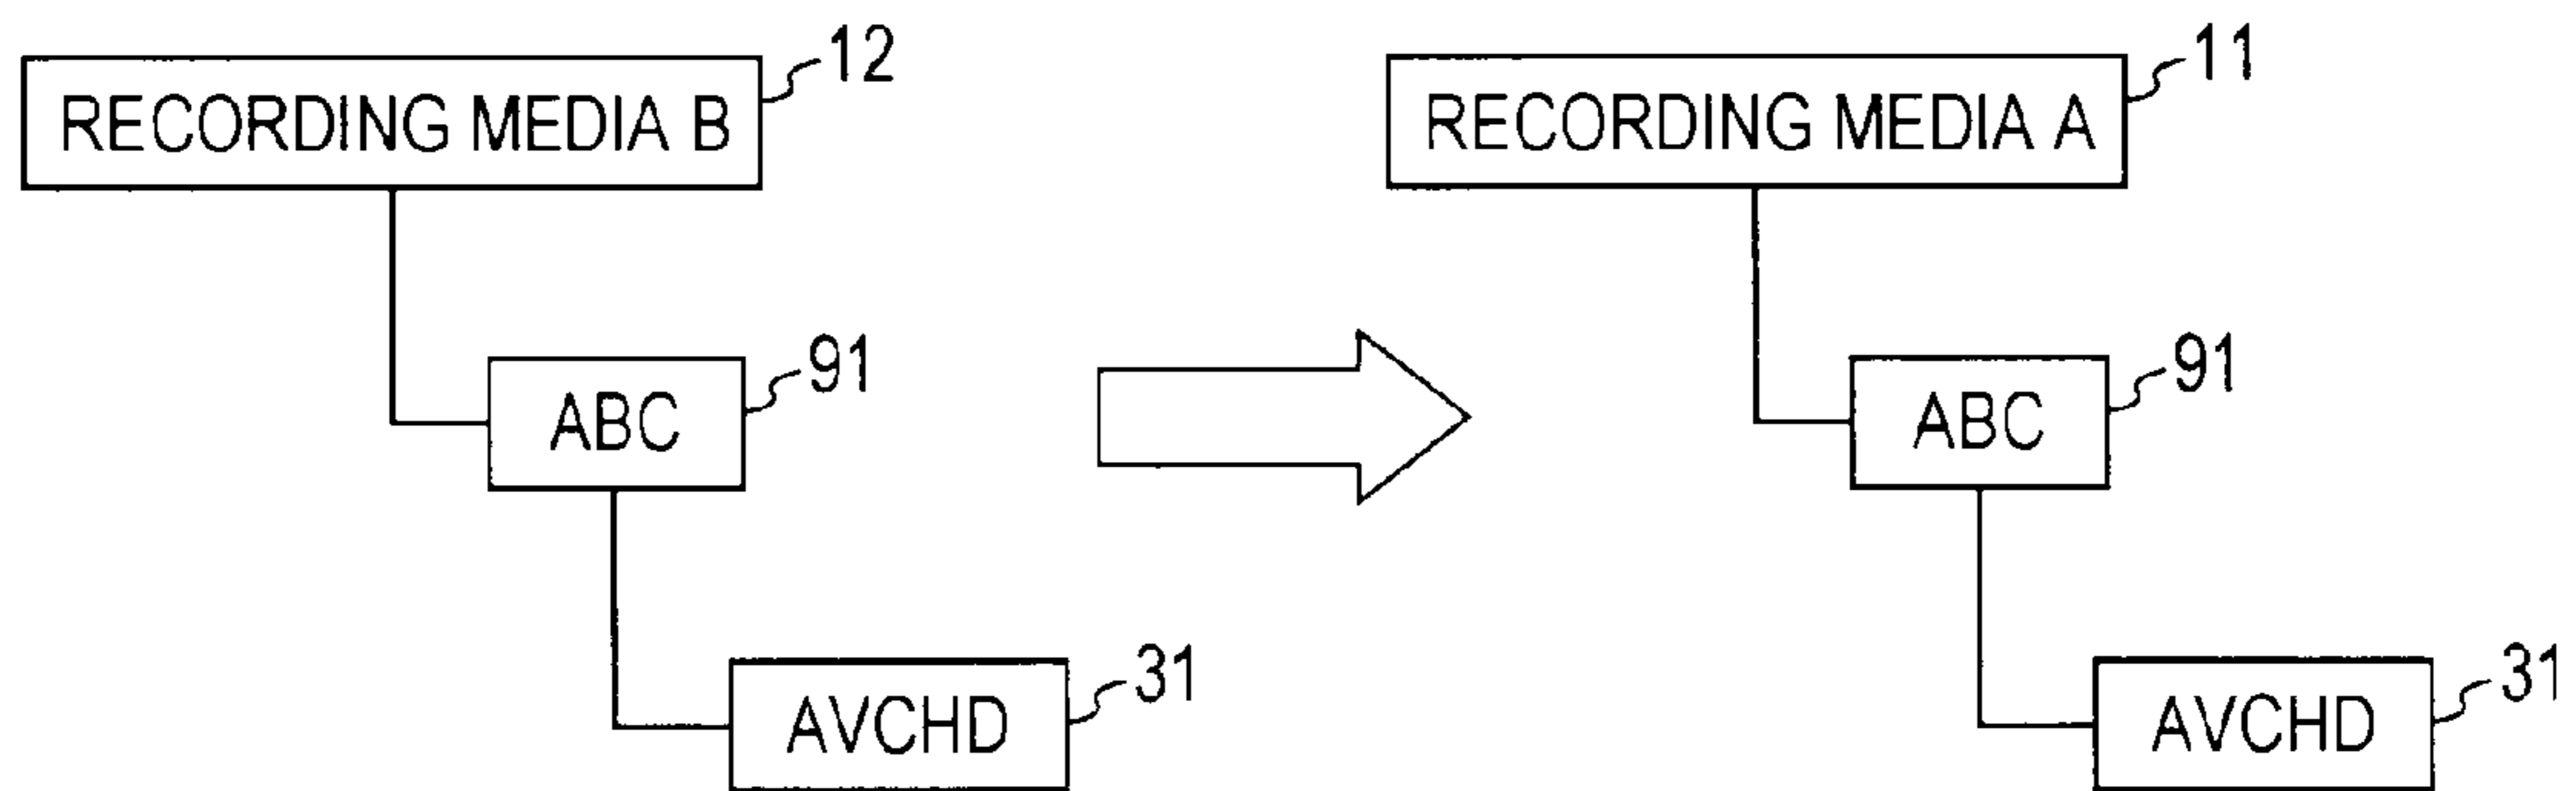 12
11
RECORDING MEDIA B
RECORDING MEDIA A
91
91
ABC
ABC
31
31
AVCHD
AVCHD